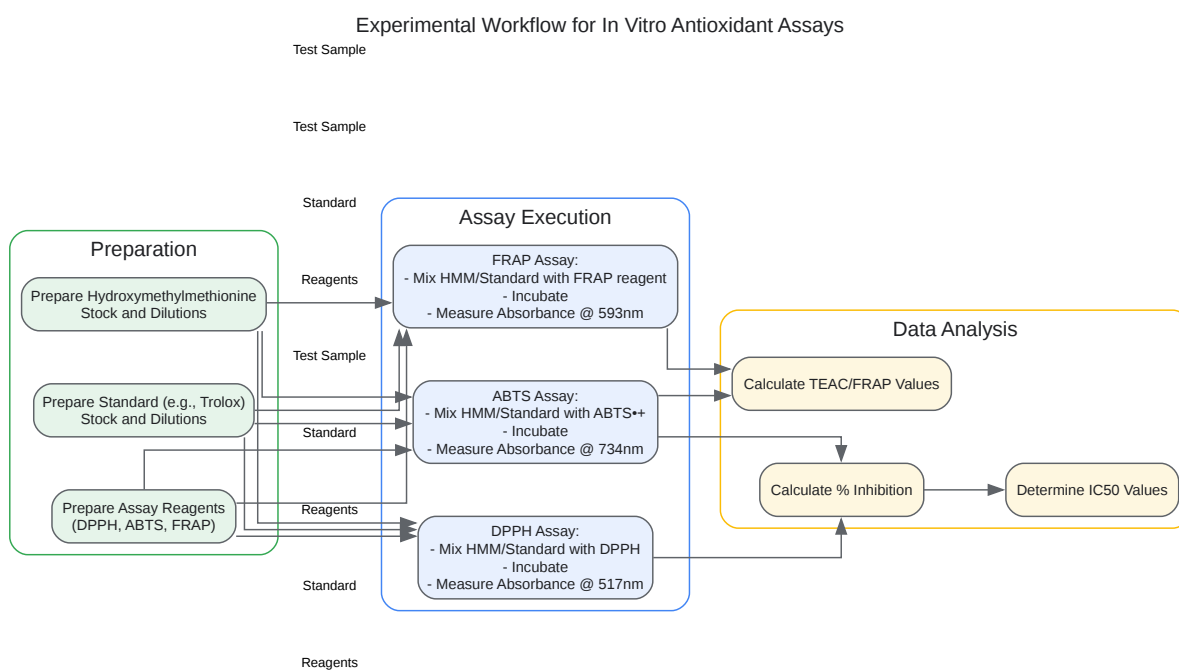 Experimental Workflow for In Vitro Antioxidant Assays
Test Sample
Test Sample
Standard
Reagents
Test Sample
Standard
Reagents
Standard
Reagents
Preparation
Prepare Hydroxymethylmethionine
Stock and Dilutions
Prepare Standard (e.g., Trolox)
Stock and Dilutions
Prepare Assay Reagents
(DPPH, ABTS, FRAP)
Assay Execution
FRAP Assay:
- Mix HMM/Standard with FRAP reagent
- Incubate
- Measure Absorbance @ 593nm
ABTS Assay:
- Mix HMM/Standard with ABTS•+
- Incubate
- Measure Absorbance @ 734nm
DPPH Assay:
- Mix HMM/Standard with DPPH
- Incubate
- Measure Absorbance @ 517nm
Data Analysis
Calculate TEAC/FRAP Values
Calculate % Inhibition
Determine IC50 Values